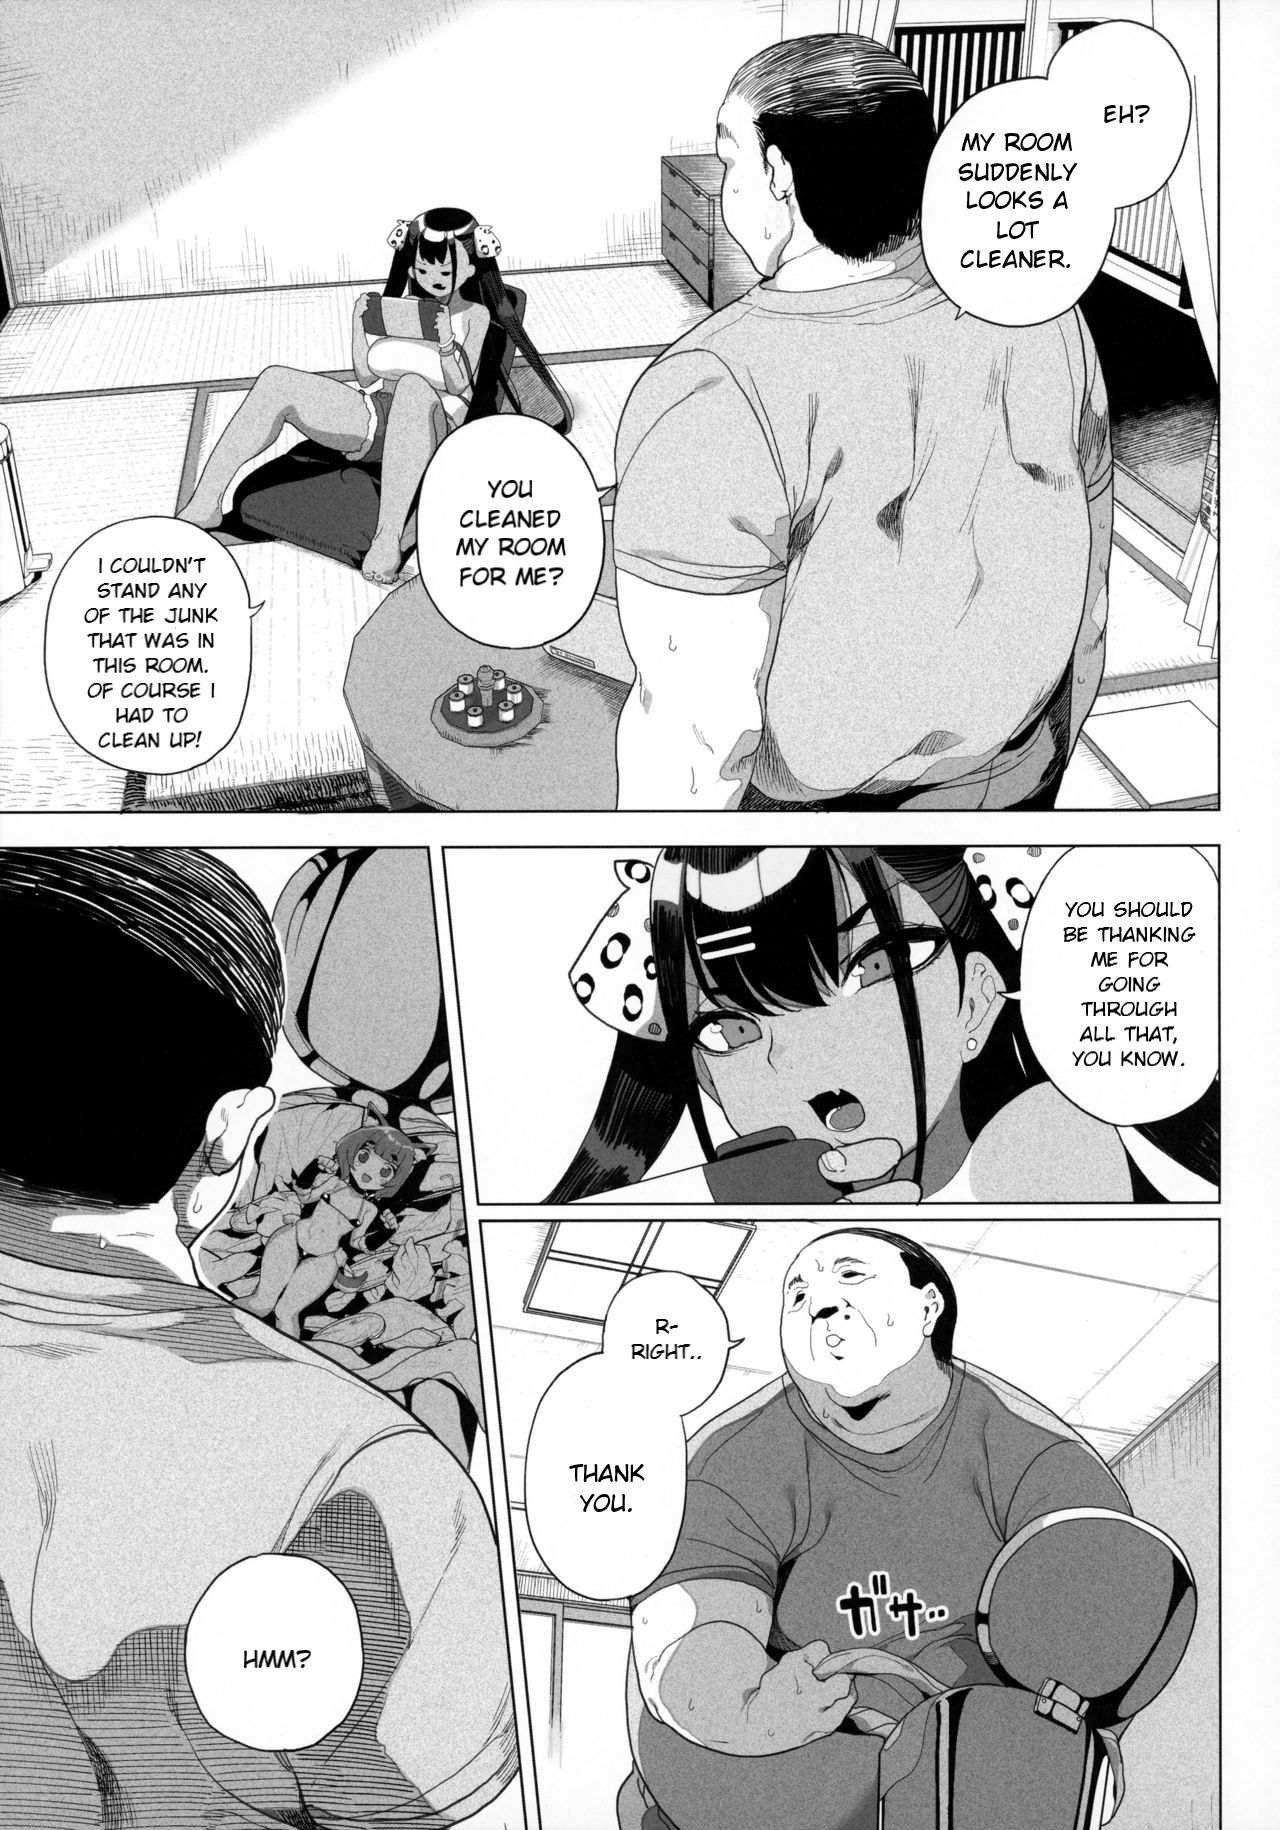 EH?
MY ROOM
SUDDENLY
LOOKS A
LOT
CLEANER.
YOU
CLEANED
MY ROOM
FOR ME?
I COULDN'T
STAND ANY
OF THE JUNK
THAT WAS IN
THIS ROOM.
OF COURSE I
HAD TO
CLEAN UP!
YOU SHOULD
BE THANKING
ME FOR
GOING
THROUGH
ALL THAT,
YOU KNOW.
R-
RIGHT..
THANK
YOU.
ガサ..
HMM?